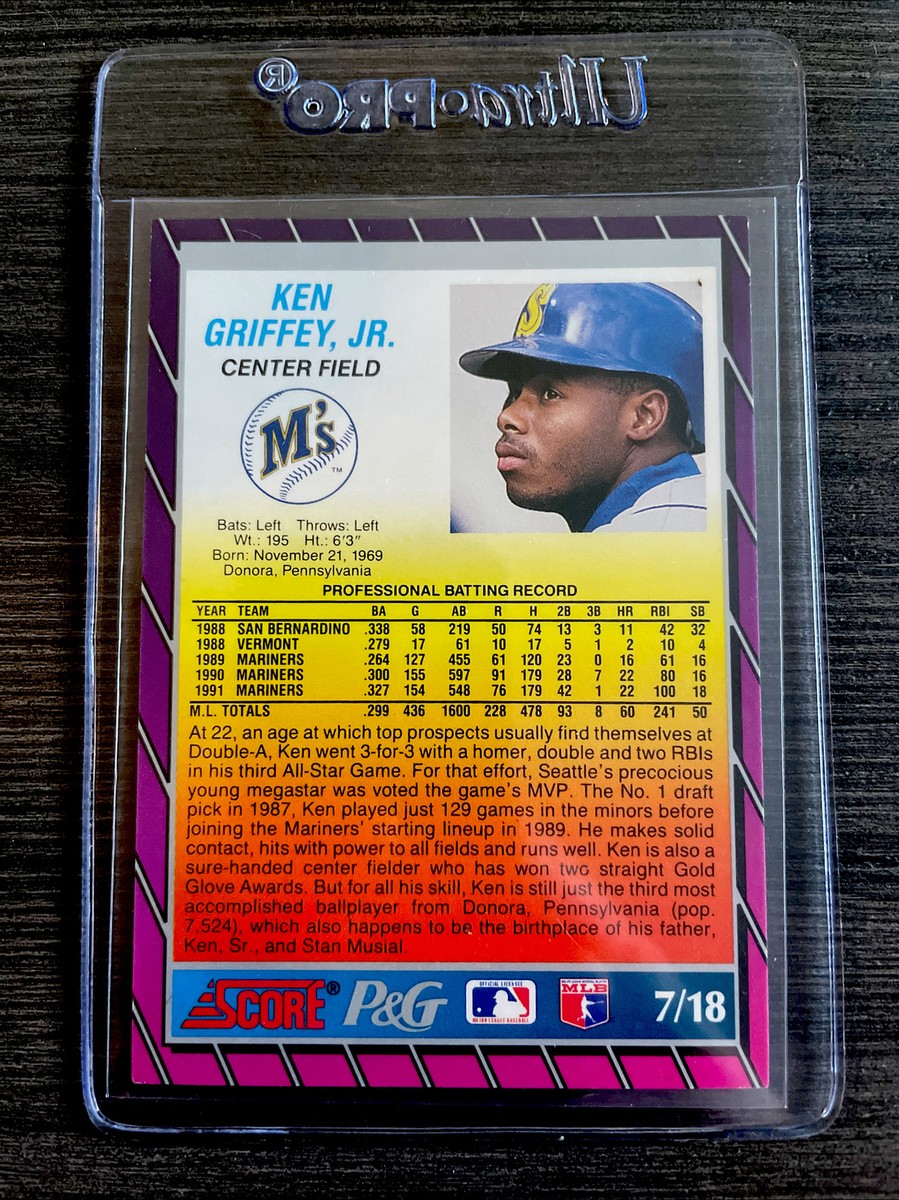 Ultra•PRO®
KEN
GRIFFEY, JR.
CENTER FIELD
S
M's
TM
Bats: Left Throws: Left
Wt.: 195 Ht.: 6'3"
Born: November 21, 1969
Donora, Pennsylvania
PROFESSIONAL BATTING RECORD
YEAR TEAM BA G AB R H 2B 3B HR RBI SB
1988 SAN BERNARDINO .338 58 219 50 74 13 3 11 42 32
1988 VERMONT .279 17 61 10 17 5 1 2 10 4
1989 MARINERS .264 127 455 61 120 23 0 16 61 16
1990 MARINERS .300 155 597 91 179 28 7 22 80 16
1991 MARINERS .327 154 548 76 179 42 1 22 100 18
M.L. TOTALS .299 436 1600 228 478 93 8 60 241 50
At 22, an age at which top prospects usually find themselves at
Double-A, Ken went 3-for-3 with a homer, double and two RBIs
in his third All-Star Game. For that effort, Seattle's precocious
young megastar was voted the game's MVP. The No. 1 draft
pick in 1987, Ken played just 129 games in the minors before
joining the Mariners' starting lineup in 1989. He makes solid
contact, hits with power to all fields and runs well. Ken is also a
sure-handed center fielder who has won two straight Gold
Glove Awards. But for all his skill, Ken is still just the third most
accomplished ballplayer from Donora, Pennsylvania (pop.
7,524), which also happens to be the birthplace of his father,
Ken, Sr., and Stan Musial.
SCORE® P&G OFFICIAL LICENSEE MAJOR LEAGUE BASEBALL MLB 7/18